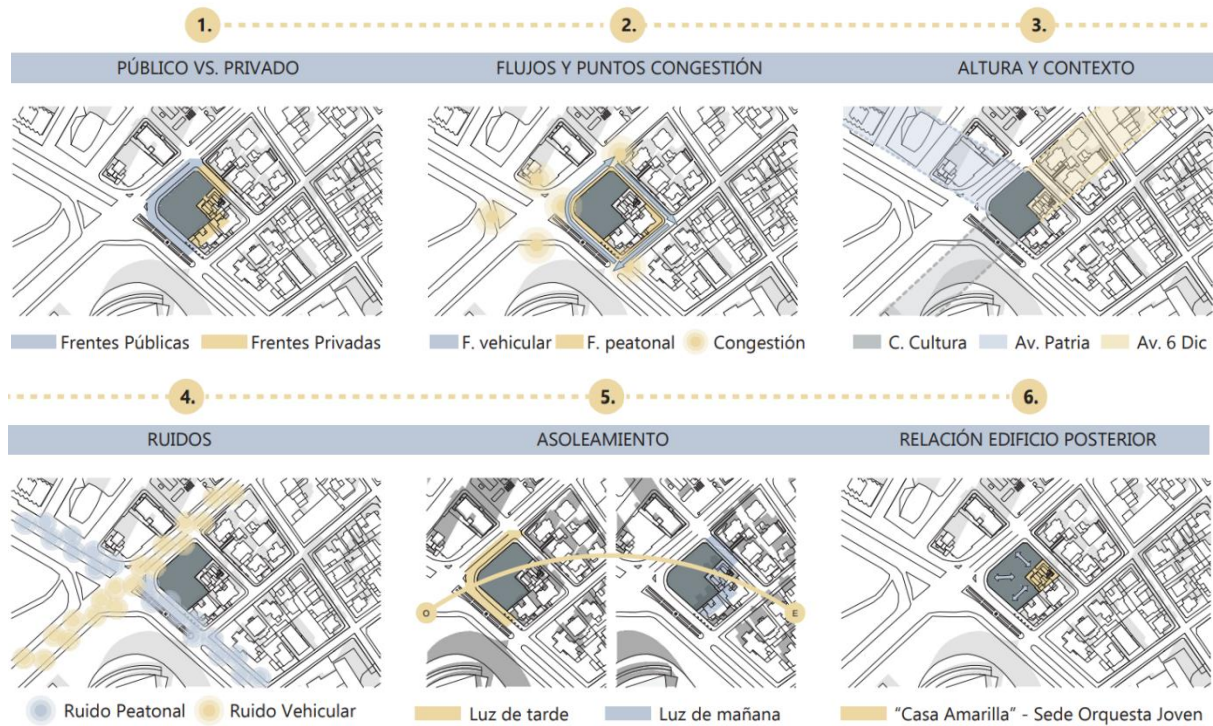 1.
2.
3.
PÚBLICO VS. PRIVADO
FLUJOS Y PUNTOS CONGESTIÓN
ALTURA Y CONTEXTO
Frentes Públicas
Frentes Privadas
F. vehicular
F. peatonal
Congestión
C. Cultura
Av. Patria
Av. 6 Dic
4.
5.
6.
RUIDOS
ASOLEAMIENTO
RELACIÓN EDIFICIO POSTERIOR
O
E
Ruido Peatonal
Ruido Vehicular
Luz de tarde
Luz de mañana
"Casa Amarilla" - Sede Orquesta Joven